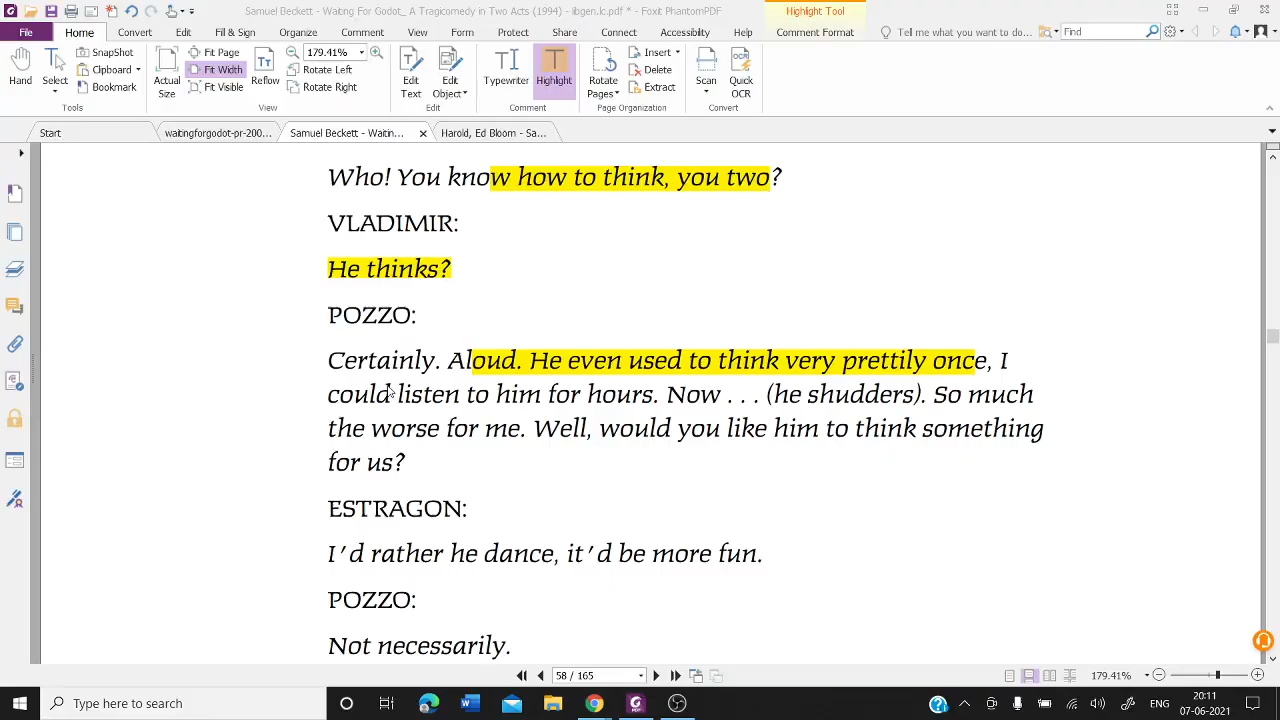 Samuel Beckett - Waiting For Godot_ A Tragicomedy in Two Acts (1994) - libgen.lc.pdf * - Foxit PhantomPDF
Highlight Tool
File Home Convert Edit Fill & Sign Organize Comment View Form Protect Share Connect Accessibility Help Comment Format Tell me what you want to do... Find
SnapShot Fit Page 179.41% Insert
Clipboard Fit Width Rotate Left Delete
Bookmark Fit Visible Rotate Right Extract
Hand Select Actual Size Reflow Edit Text Edit Object Typewriter Highlight Rotate Pages Scan Quick OCR
Tools View Edit Comment Page Organization Convert
Start waitingforgodot-pr-200... Samuel Beckett - Waitin... Harold, Ed Bloom - Sa...
Who! You know how to think, you two?
VLADIMIR:
He thinks?
POZZO:
Certainly. Aloud. He even used to think very prettily once, I
could listen to him for hours. Now . . . (he shudders). So much
the worse for me. Well, would you like him to think something
for us?
ESTRAGON:
I'd rather he dance, it'd be more fun.
POZZO:
Not necessarily.
58 / 165 179.41%
Type here to search ENG 20:11
07-06-2021